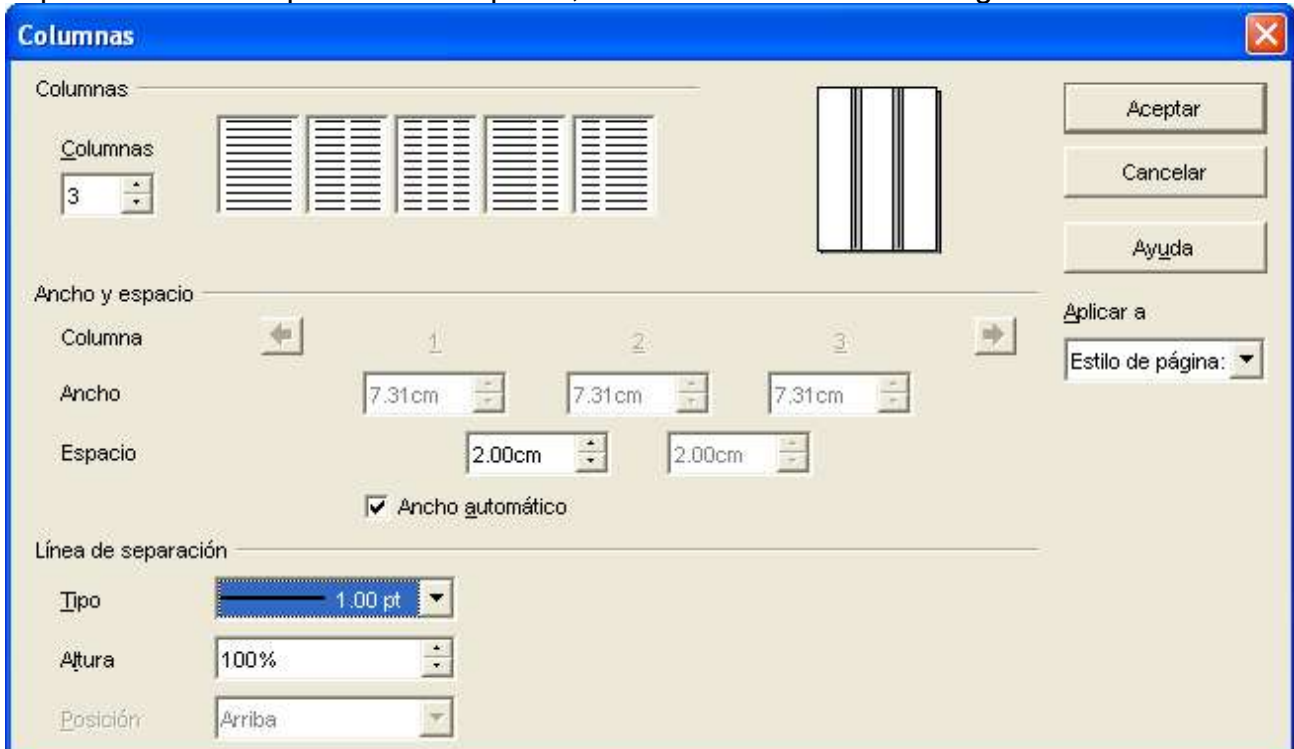 Columnas
Columnas
Aceptar
Columnas
3
Cancelar
Ayuda
Ancho y espacio
Aplicar a
Columna 1 2 3
Estilo de página:
Ancho 7.31cm 7.31cm 7.31cm
Espacio 2.00cm 2.00cm
Ancho automático
Línea de separación
Tipo 1.00 pt
Altura 100%
Posición Arriba